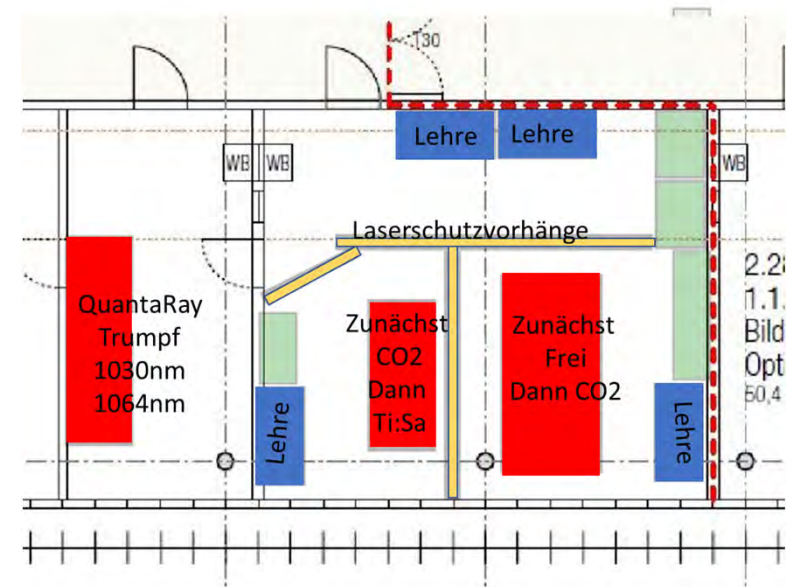 T30
Lehre
Lehre
WB
WB
WB
Laserschutzvorhänge
QuantaRay
Trumpf
1030nm
1064nm
Zunächst
CO2
Dann
Ti:Sa
Zunächst
Frei
Dann CO2
2.28
1.1.
Bild
Opt
50,4
Lehre
Lehre